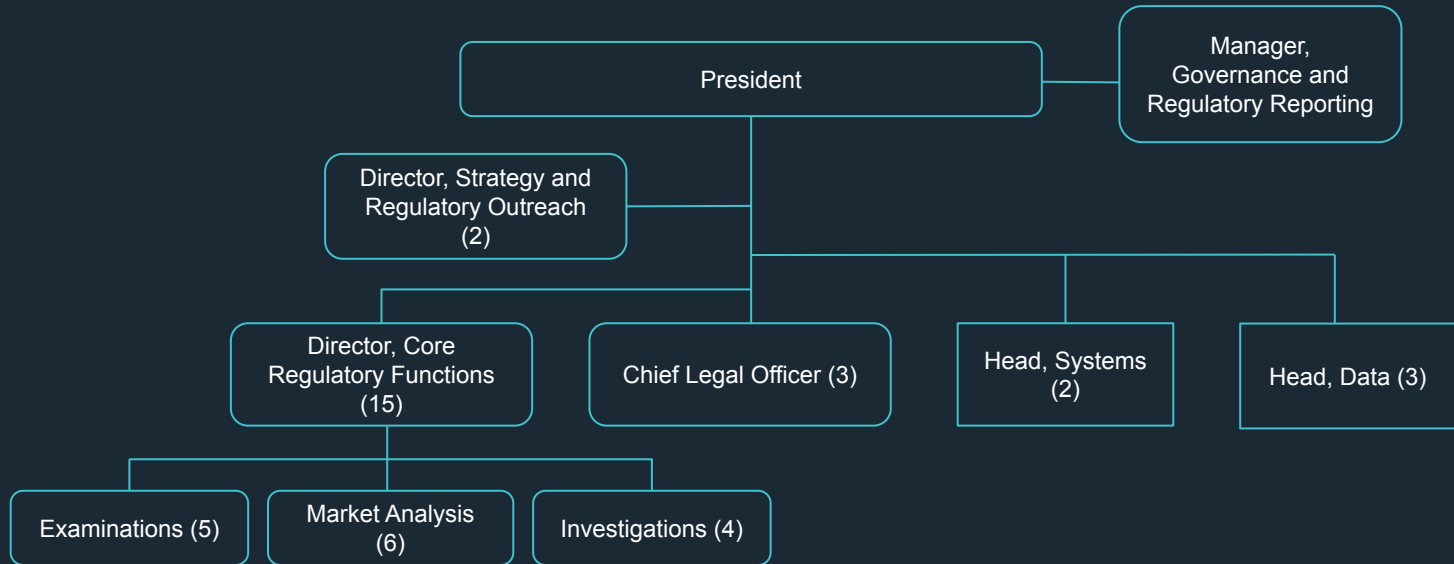 President
Manager,
Governance and
Regulatory Reporting
Director, Strategy and
Regulatory Outreach
(2)
Director, Core
Regulatory Functions
(15)
Chief Legal Officer (3)
Head, Systems
(2)
Head, Data (3)
Examinations (5)
Market Analysis
(6)
Investigations (4)